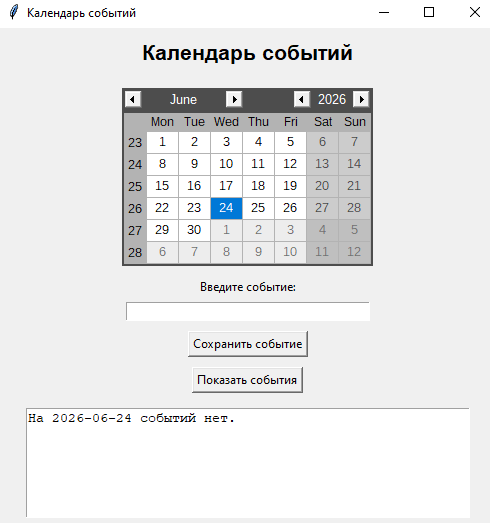 Календарь событий
Календарь событий
June 2026
Mon Tue Wed Thu Fri Sat Sun
23 1 2 3 4 5 6 7
24 8 9 10 11 12 13 14
25 15 16 17 18 19 20 21
26 22 23 24 25 26 27 28
27 29 30 1 2 3 4 5
28 6 7 8 9 10 11 12
Введите событие:
Сохранить событие
Показать события
На 2026-06-24 событий нет.